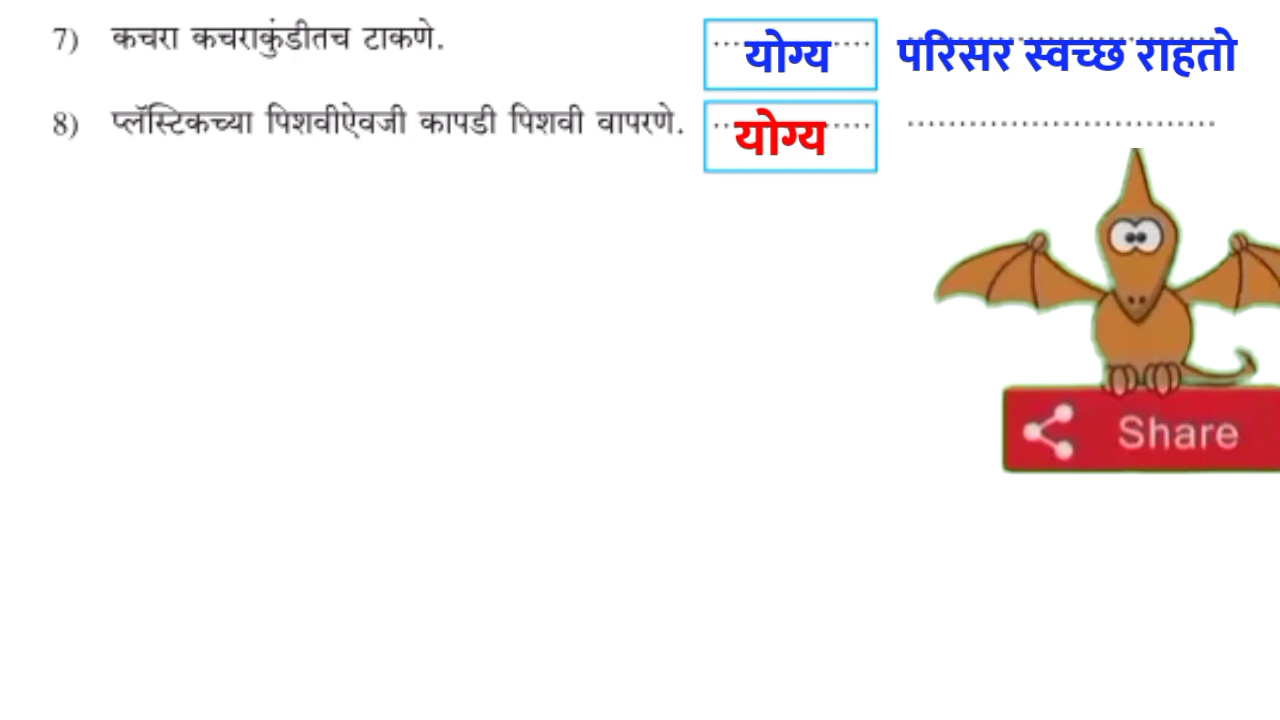 7) कचरा कचराकुंडीतच टाकणे. योग्य परिसर स्वच्छ राहतो
8) प्लॅस्टिकच्या पिशवीऐवजी कापडी पिशवी वापरणे. योग्य
Share